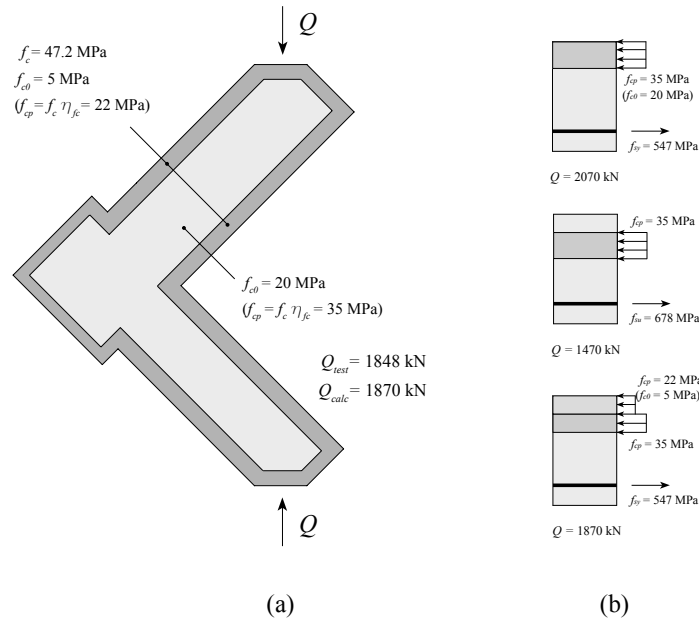 Q
f_c = 47.2 MPa
f_c0 = 5 MPa
(f_cp = f_c η_fc = 22 MPa)
f_c0 = 20 MPa
(f_cp = f_c η_fc = 35 MPa)
Q_test = 1848 kN
Q_calc = 1870 kN
Q
(a)
f_cp = 35 MPa
(f_c0 = 20 MPa)
f_sy = 547 MPa
Q = 2070 kN
f_cp = 35 MPa
f_su = 678 MPa
Q = 1470 kN
f_cp = 22 MPa
(f_c0 = 5 MPa)
f_cp = 35 MPa
f_sy = 547 MPa
Q = 1870 kN
(b)